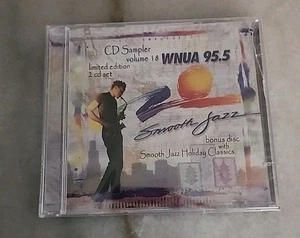 CD Sampler
volume 18 WNUA 95.5
limited edition
2 cd set
Smooth Jazz
bonus disc
with
Smooth Jazz Holiday Classics